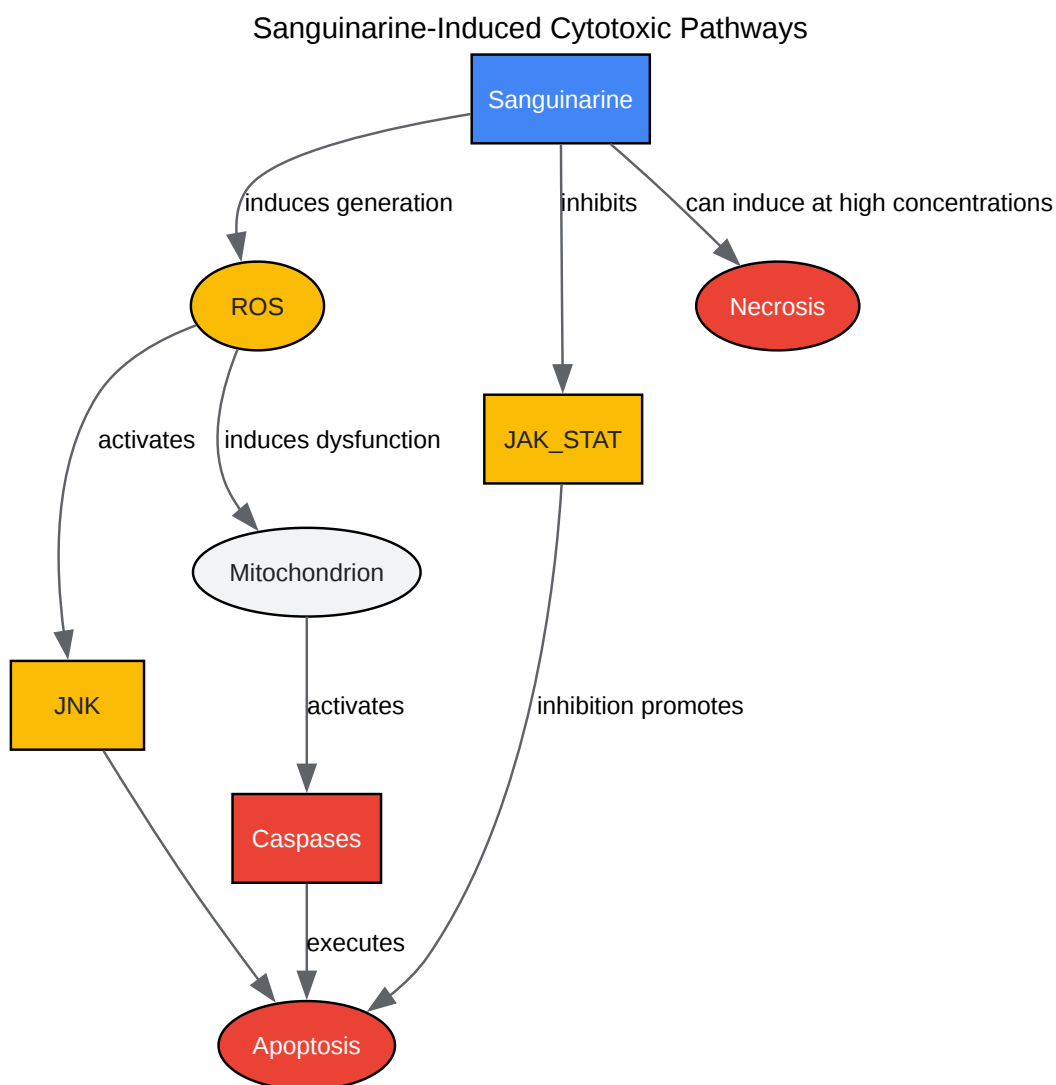 Sanguinarine-Induced Cytotoxic Pathways
Sanguinarine
induces generation
inhibits
can induce at high concentrations
ROS
Necrosis
activates
induces dysfunction
JAK_STAT
Mitochondrion
JNK
activates
inhibition promotes
Caspases
executes
Apoptosis